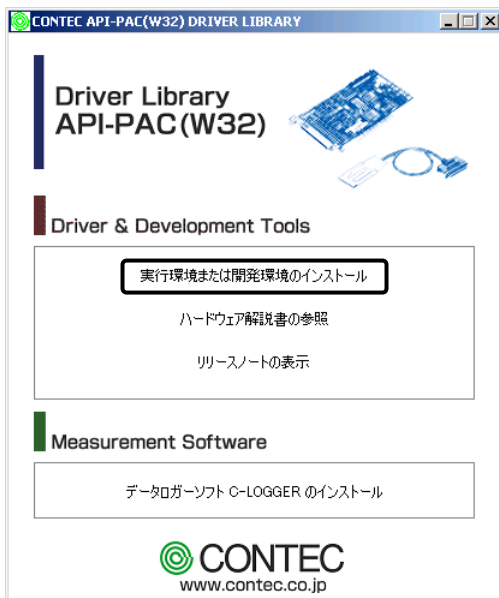 CONTEC API-PAC(W32) DRIVER LIBRARY
Driver Library
API-PAC(W32)
Driver & Development Tools
実行環境または開発環境のインストール
ハードウェア解説書の参照
リリースノートの表示
Measurement Software
データロガーソフト C-LOGGER のインストール
CONTEC
www.contec.co.jp